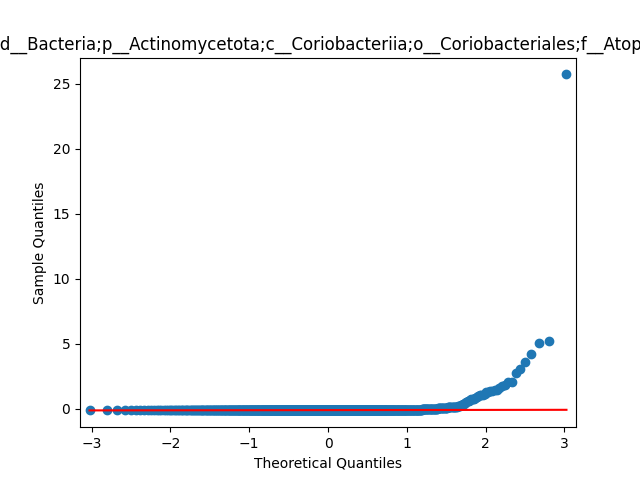 d__Bacteria;p__Actinomycetota;c__Coriobacteriia;o__Coriobacteriales;f__Atop
25
20
15
10
5
0
Sample Quantiles
−3 −2 −1 0 1 2 3
Theoretical Quantiles